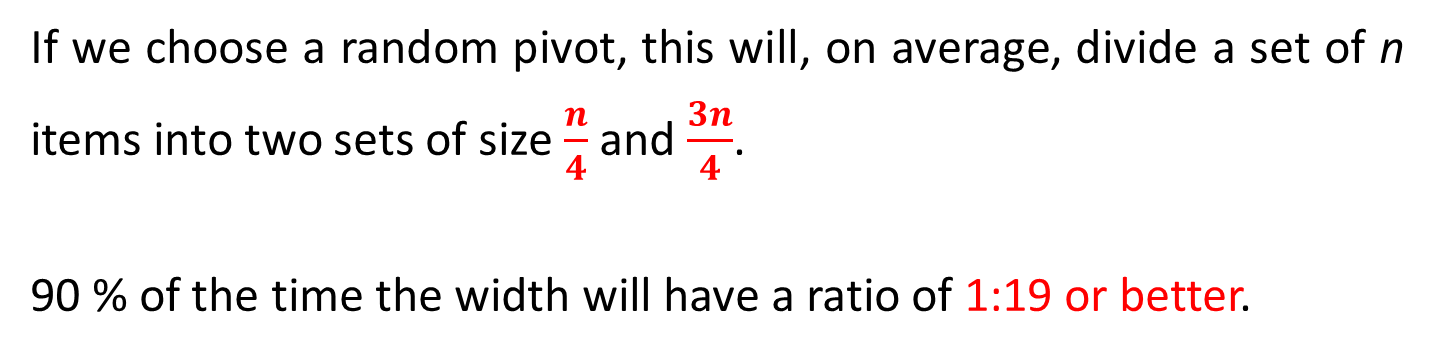 If we choose a random pivot, this will, on average, divide a set of n
items into two sets of size n/4 and 3n/4.
90 % of the time the width will have a ratio of 1:19 or better.